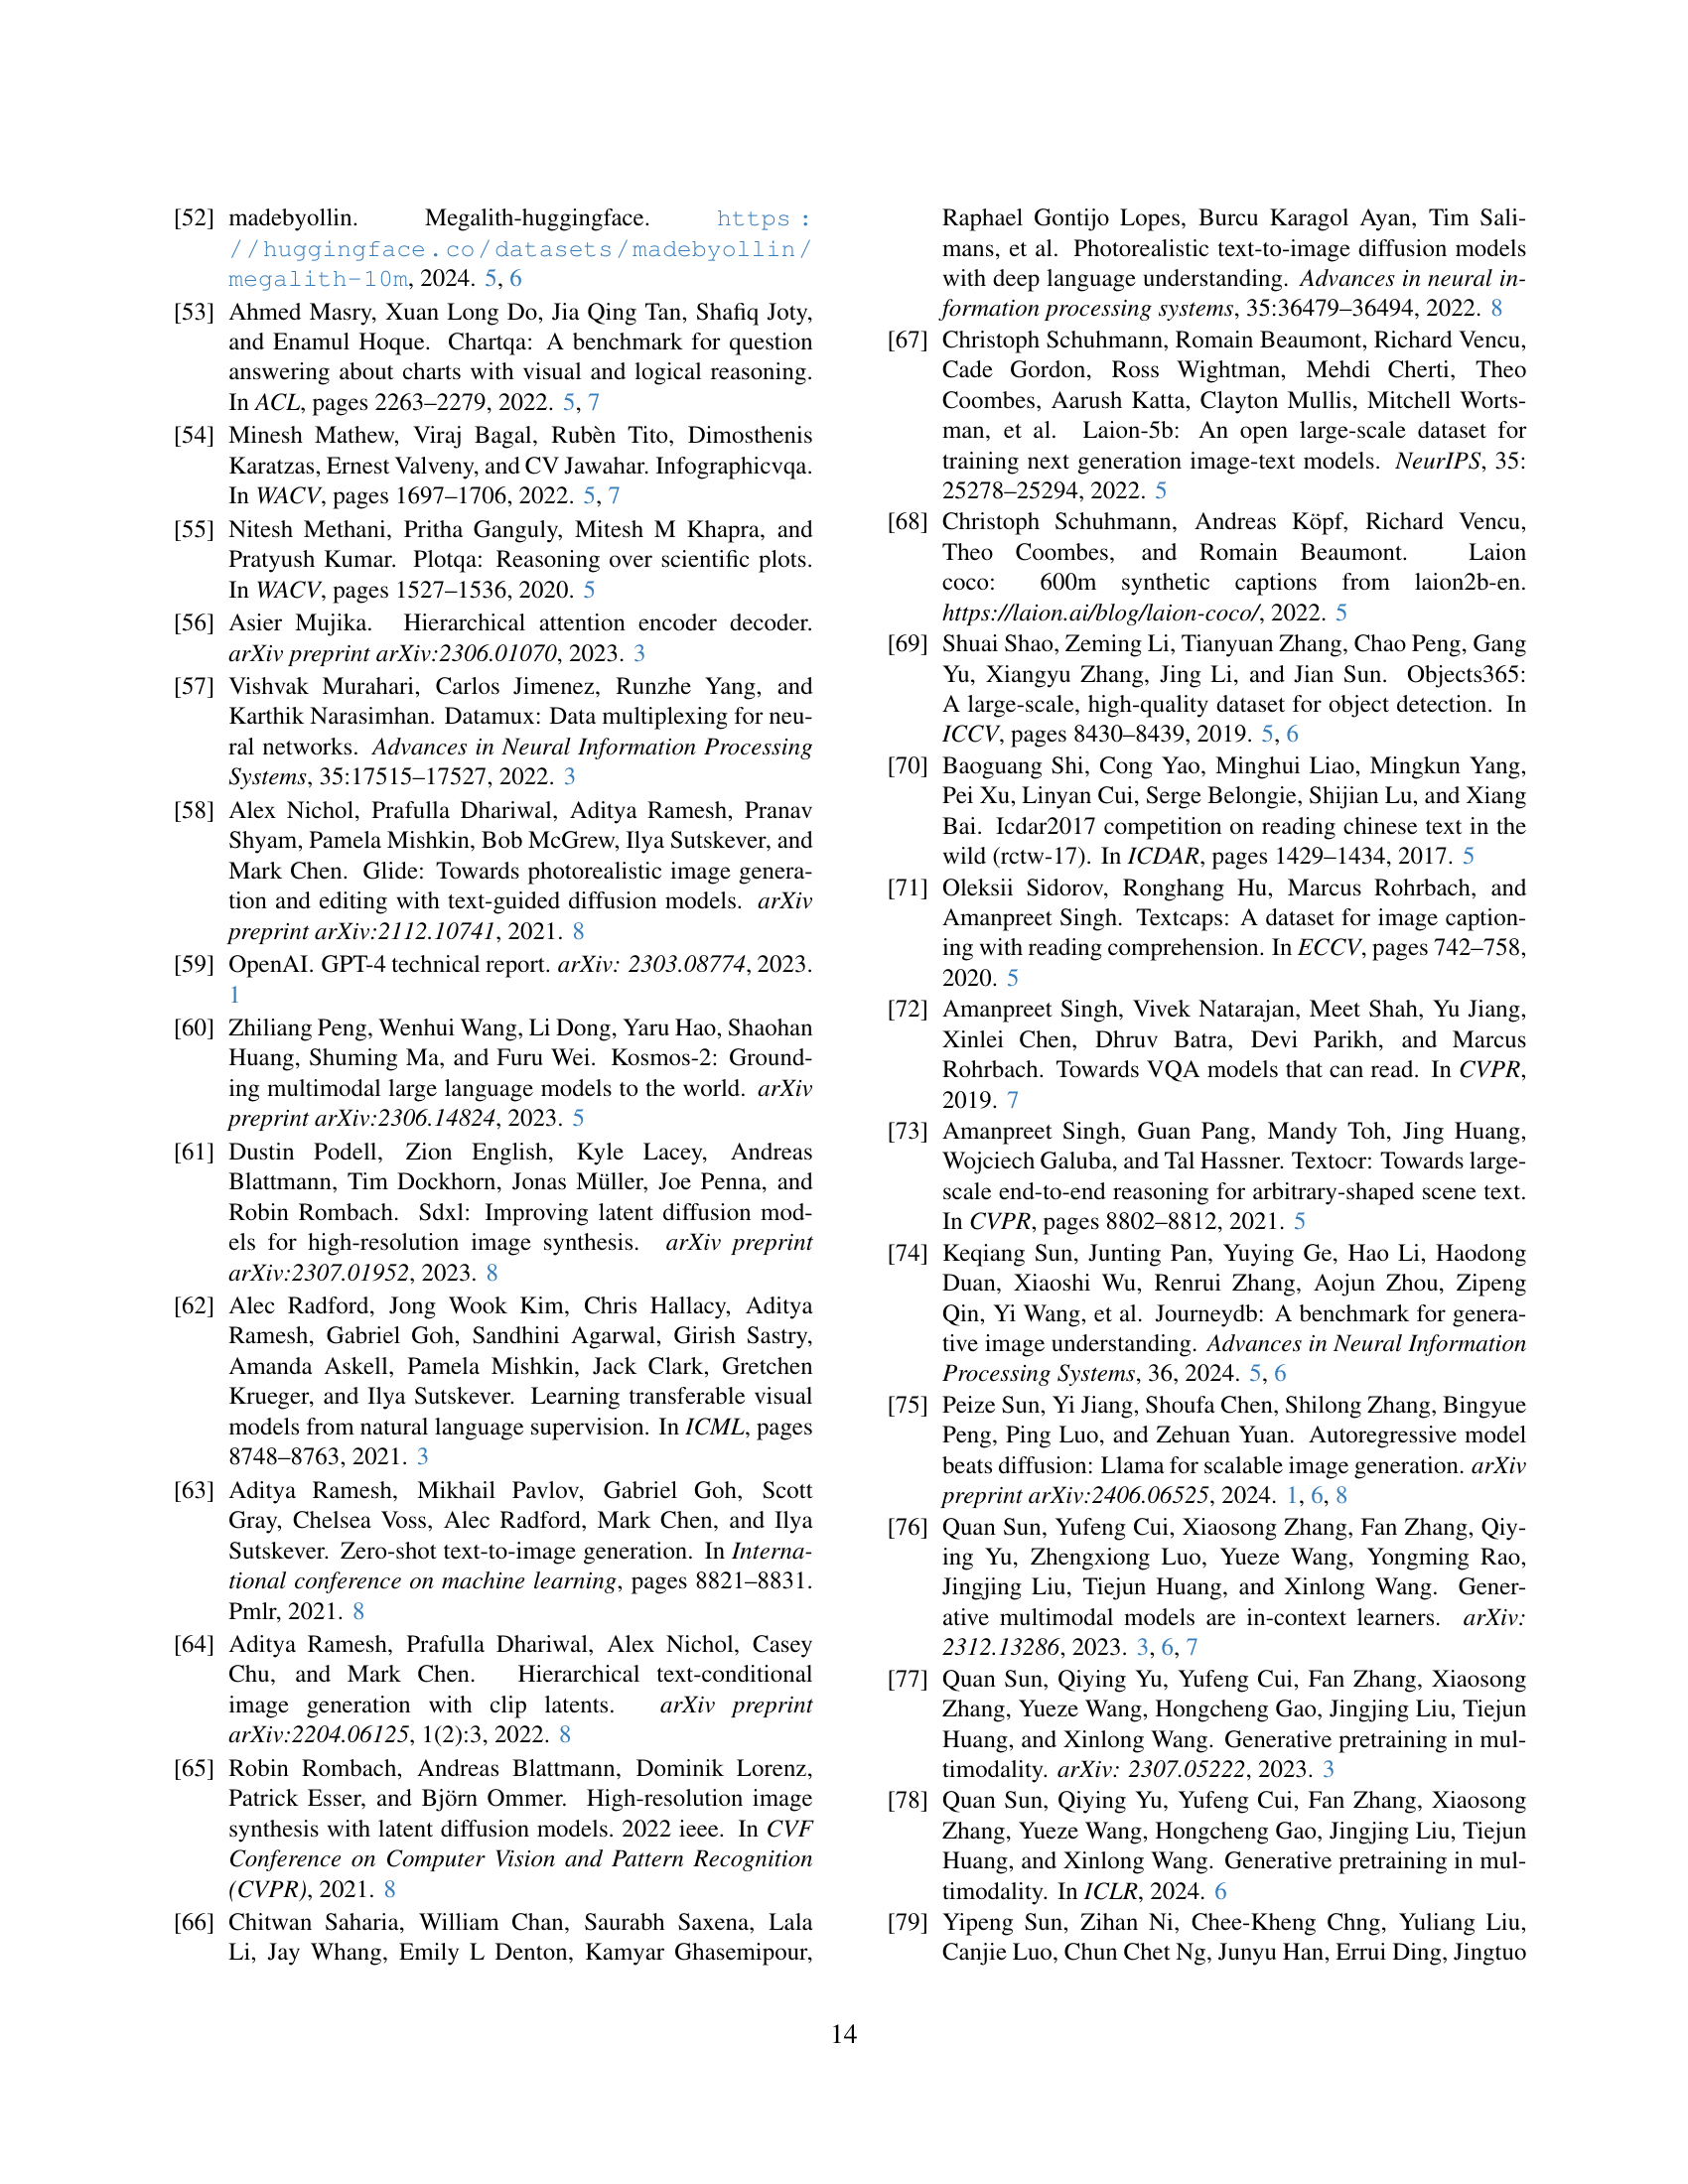 [52] madebyollin. Megalith-huggingface. https :
//huggingface.co/datasets/madebyollin/
megalith-10m, 2024. 5, 6
[53] Ahmed Masry, Xuan Long Do, Jia Qing Tan, Shafiq Joty,
and Enamul Hoque. Chartqa: A benchmark for question
answering about charts with visual and logical reasoning.
In ACL, pages 2263–2279, 2022. 5, 7
[54] Minesh Mathew, Viraj Bagal, Rubèn Tito, Dimosthenis
Karatzas, Ernest Valveny, and CV Jawahar. Infographicvqa.
In WACV, pages 1697–1706, 2022. 5, 7
[55] Nitesh Methani, Pritha Ganguly, Mitesh M Khapra, and
Pratyush Kumar. Plotqa: Reasoning over scientific plots.
In WACV, pages 1527–1536, 2020. 5
[56] Asier Mujika. Hierarchical attention encoder decoder.
arXiv preprint arXiv:2306.01070, 2023. 3
[57] Vishvak Murahari, Carlos Jimenez, Runzhe Yang, and
Karthik Narasimhan. Datamux: Data multiplexing for neu-
ral networks. Advances in Neural Information Processing
Systems, 35:17515–17527, 2022. 3
[58] Alex Nichol, Prafulla Dhariwal, Aditya Ramesh, Pranav
Shyam, Pamela Mishkin, Bob McGrew, Ilya Sutskever, and
Mark Chen. Glide: Towards photorealistic image genera-
tion and editing with text-guided diffusion models. arXiv
preprint arXiv:2112.10741, 2021. 8
[59] OpenAI. GPT-4 technical report. arXiv: 2303.08774, 2023.
1
[60] Zhiliang Peng, Wenhui Wang, Li Dong, Yaru Hao, Shaohan
Huang, Shuming Ma, and Furu Wei. Kosmos-2: Ground-
ing multimodal large language models to the world. arXiv
preprint arXiv:2306.14824, 2023. 5
[61] Dustin Podell, Zion English, Kyle Lacey, Andreas
Blattmann, Tim Dockhorn, Jonas Müller, Joe Penna, and
Robin Rombach. Sdxl: Improving latent diffusion mod-
els for high-resolution image synthesis. arXiv preprint
arXiv:2307.01952, 2023. 8
[62] Alec Radford, Jong Wook Kim, Chris Hallacy, Aditya
Ramesh, Gabriel Goh, Sandhini Agarwal, Girish Sastry,
Amanda Askell, Pamela Mishkin, Jack Clark, Gretchen
Krueger, and Ilya Sutskever. Learning transferable visual
models from natural language supervision. In ICML, pages
8748–8763, 2021. 3
[63] Aditya Ramesh, Mikhail Pavlov, Gabriel Goh, Scott
Gray, Chelsea Voss, Alec Radford, Mark Chen, and Ilya
Sutskever. Zero-shot text-to-image generation. In Interna-
tional conference on machine learning, pages 8821–8831.
Pmlr, 2021. 8
[64] Aditya Ramesh, Prafulla Dhariwal, Alex Nichol, Casey
Chu, and Mark Chen. Hierarchical text-conditional
image generation with clip latents. arXiv preprint
arXiv:2204.06125, 1(2):3, 2022. 8
[65] Robin Rombach, Andreas Blattmann, Dominik Lorenz,
Patrick Esser, and Björn Ommer. High-resolution image
synthesis with latent diffusion models. 2022 ieee. In CVF
Conference on Computer Vision and Pattern Recognition
(CVPR), 2021. 8
[66] Chitwan Saharia, William Chan, Saurabh Saxena, Lala
Li, Jay Whang, Emily L Denton, Kamyar Ghasemipour,
Raphael Gontijo Lopes, Burcu Karagol Ayan, Tim Sali-
mans, et al. Photorealistic text-to-image diffusion models
with deep language understanding. Advances in neural in-
formation processing systems, 35:36479–36494, 2022. 8
[67] Christoph Schuhmann, Romain Beaumont, Richard Vencu,
Cade Gordon, Ross Wightman, Mehdi Cherti, Theo
Coombes, Aarush Katta, Clayton Mullis, Mitchell Worts-
man, et al. Laion-5b: An open large-scale dataset for
training next generation image-text models. NeurIPS, 35:
25278–25294, 2022. 5
[68] Christoph Schuhmann, Andreas Köpf, Richard Vencu,
Theo Coombes, and Romain Beaumont. Laion
coco: 600m synthetic captions from laion2b-en.
https://laion.ai/blog/laion-coco/, 2022. 5
[69] Shuai Shao, Zeming Li, Tianyuan Zhang, Chao Peng, Gang
Yu, Xiangyu Zhang, Jing Li, and Jian Sun. Objects365:
A large-scale, high-quality dataset for object detection. In
ICCV, pages 8430–8439, 2019. 5, 6
[70] Baoguang Shi, Cong Yao, Minghui Liao, Mingkun Yang,
Pei Xu, Linyan Cui, Serge Belongie, Shijian Lu, and Xiang
Bai. Icdar2017 competition on reading chinese text in the
wild (rctw-17). In ICDAR, pages 1429–1434, 2017. 5
[71] Oleksii Sidorov, Ronghang Hu, Marcus Rohrbach, and
Amanpreet Singh. Textcaps: A dataset for image caption-
ing with reading comprehension. In ECCV, pages 742–758,
2020. 5
[72] Amanpreet Singh, Vivek Natarajan, Meet Shah, Yu Jiang,
Xinlei Chen, Dhruv Batra, Devi Parikh, and Marcus
Rohrbach. Towards VQA models that can read. In CVPR,
2019. 7
[73] Amanpreet Singh, Guan Pang, Mandy Toh, Jing Huang,
Wojciech Galuba, and Tal Hassner. Textocr: Towards large-
scale end-to-end reasoning for arbitrary-shaped scene text.
In CVPR, pages 8802–8812, 2021. 5
[74] Keqiang Sun, Junting Pan, Yuying Ge, Hao Li, Haodong
Duan, Xiaoshi Wu, Renrui Zhang, Aojun Zhou, Zipeng
Qin, Yi Wang, et al. Journeydb: A benchmark for genera-
tive image understanding. Advances in Neural Information
Processing Systems, 36, 2024. 5, 6
[75] Peize Sun, Yi Jiang, Shoufa Chen, Shilong Zhang, Bingyue
Peng, Ping Luo, and Zehuan Yuan. Autoregressive model
beats diffusion: Llama for scalable image generation. arXiv
preprint arXiv:2406.06525, 2024. 1, 6, 8
[76] Quan Sun, Yufeng Cui, Xiaosong Zhang, Fan Zhang, Qiy-
ing Yu, Zhengxiong Luo, Yueze Wang, Yongming Rao,
Jingjing Liu, Tiejun Huang, and Xinlong Wang. Gener-
ative multimodal models are in-context learners. arXiv:
2312.13286, 2023. 3, 6, 7
[77] Quan Sun, Qiying Yu, Yufeng Cui, Fan Zhang, Xiaosong
Zhang, Yueze Wang, Hongcheng Gao, Jingjing Liu, Tiejun
Huang, and Xinlong Wang. Generative pretraining in mul-
timodality. arXiv: 2307.05222, 2023. 3
[78] Quan Sun, Qiying Yu, Yufeng Cui, Fan Zhang, Xiaosong
Zhang, Yueze Wang, Hongcheng Gao, Jingjing Liu, Tiejun
Huang, and Xinlong Wang. Generative pretraining in mul-
timodality. In ICLR, 2024. 6
[79] Yipeng Sun, Zihan Ni, Chee-Kheng Chng, Yuliang Liu,
Canjie Luo, Chun Chet Ng, Junyu Han, Errui Ding, Jingtuo
14